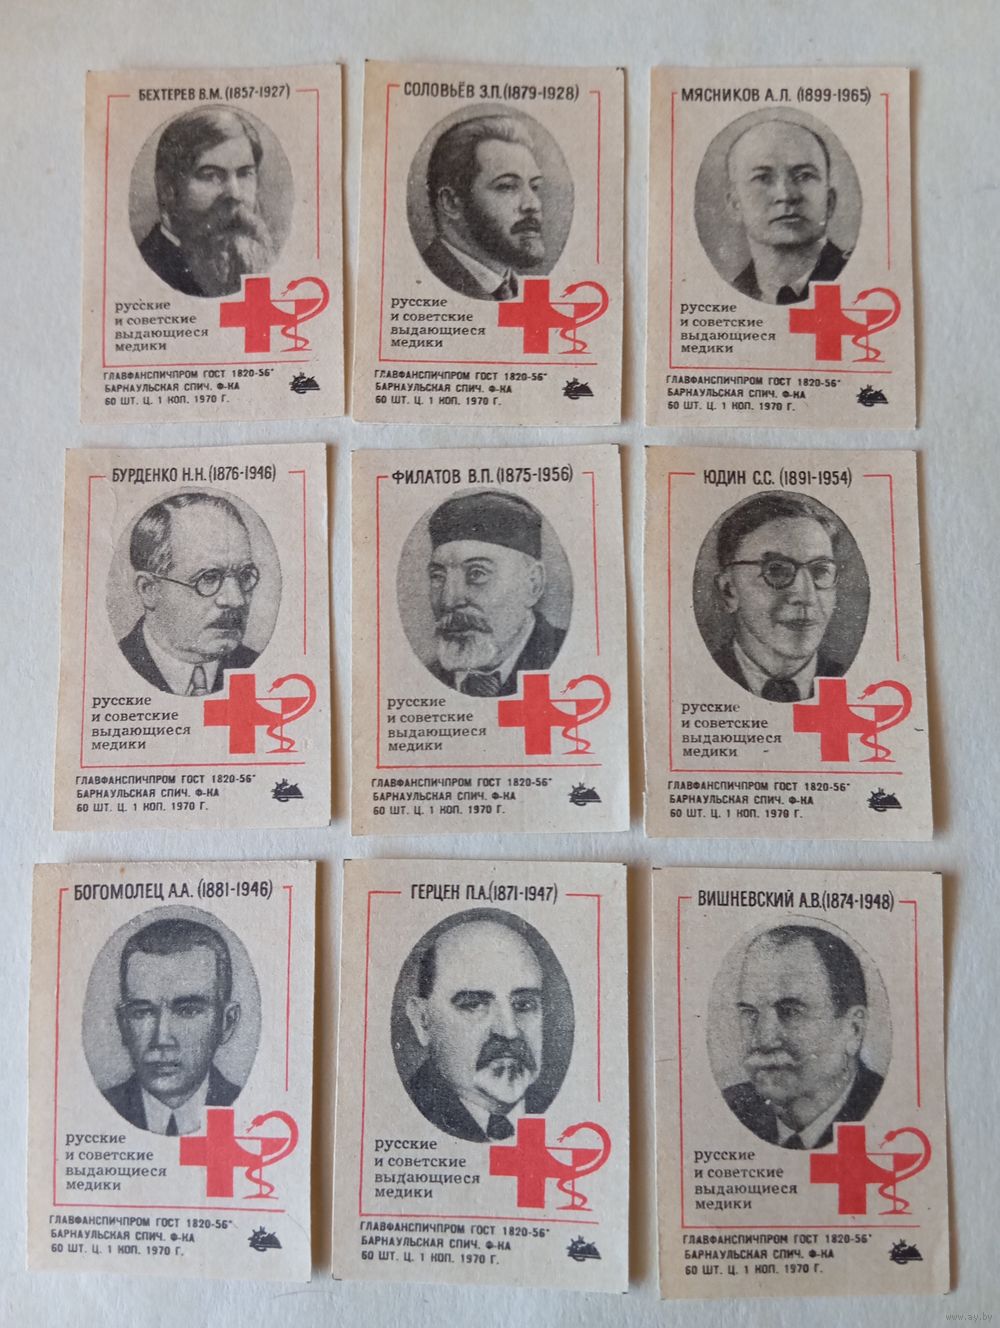 БЕХТЕРЕВ В.М. (1857-1927)
русские
и советские
выдающиеся
медики
ГЛАВФАНСПИЧПРОМ ГОСТ 1820-56*
БАРНАУЛЬСКАЯ СПИЧ. Ф-КА
60 ШТ. Ц. 1 КОП. 1970 Г.
СОЛОВЬЁВ З.П. (1879-1928)
русские
и советские
выдающиеся
медики
ГЛАВФАНСПИЧПРОМ ГОСТ 1820-56*
БАРНАУЛЬСКАЯ СПИЧ. Ф-КА
60 ШТ. Ц. 1 КОП. 1970 Г.
МЯСНИКОВ А.Л. (1899-1965)
русские
и советские
выдающиеся
медики
ГЛАВФАНСПИЧПРОМ ГОСТ 1820-56*
БАРНАУЛЬСКАЯ СПИЧ. Ф-КА
60 ШТ. Ц. 1 КОП. 1970 Г.
БУРДЕНКО Н.Н. (1876-1946)
русские
и советские
выдающиеся
медики
ГЛАВФАНСПИЧПРОМ ГОСТ 1820-56*
БАРНАУЛЬСКАЯ СПИЧ. Ф-КА
60 ШТ. Ц. 1 КОП. 1970 Г.
ФИЛАТОВ В.П. (1875-1956)
русские
и советские
выдающиеся
медики
ГЛАВФАНСПИЧПРОМ ГОСТ 1820-56*
БАРНАУЛЬСКАЯ СПИЧ. Ф-КА
60 ШТ. Ц. 1 КОП. 1970 Г.
ЮДИН С.С. (1891-1954)
русские
и советские
выдающиеся
медики
ГЛАВФАНСПИЧПРОМ ГОСТ 1820-56*
БАРНАУЛЬСКАЯ СПИЧ. Ф-КА
60 ШТ. Ц. 1 КОП. 1970 Г.
БОГОМОЛЕЦ А.А. (1881-1946)
русские
и советские
выдающиеся
медики
ГЛАВФАНСПИЧПРОМ ГОСТ 1820-56*
БАРНАУЛЬСКАЯ СПИЧ. Ф-КА
60 ШТ. Ц. 1 КОП. 1970 Г.
ГЕРЦЕН П.А. (1871-1947)
русские
и советские
выдающиеся
медики
ГЛАВФАНСПИЧПРОМ ГОСТ 1820-56*
БАРНАУЛЬСКАЯ СПИЧ. Ф-КА
60 ШТ. Ц. 1 КОП. 1970 Г.
ВИШНЕВСКИЙ А.В. (1874-1948)
русские
и советские
выдающиеся
медики
ГЛАВФАНСПИЧПРОМ ГОСТ 1820-56*
БАРНАУЛЬСКАЯ СПИЧ. Ф-КА
60 ШТ. Ц. 1 КОП. 1970 Г.
www.ay.by